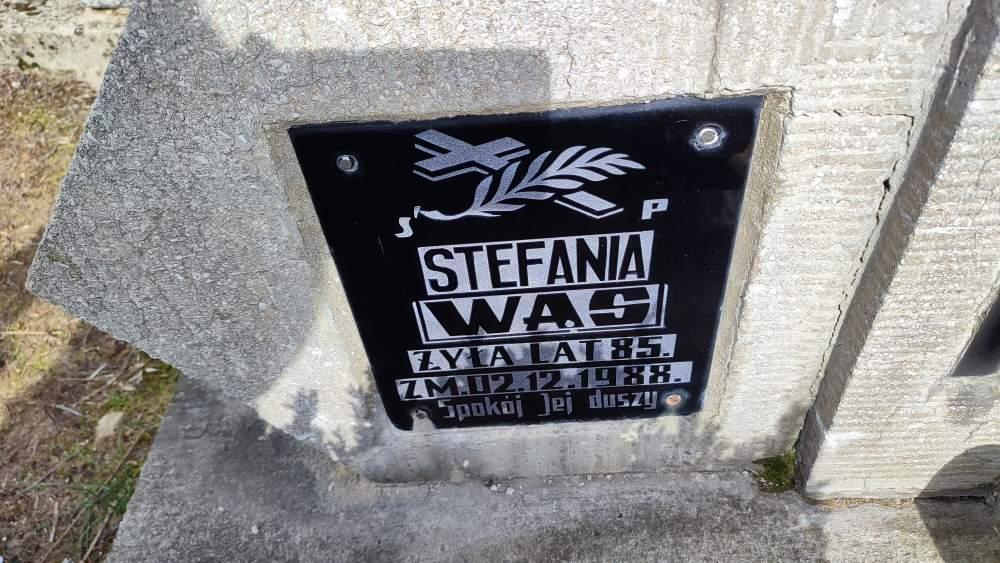 Ś P
STEFANIA
WĄS
ŻYŁA LAT 85.
ZM. 02.12.1988.
Spokój Jej duszy